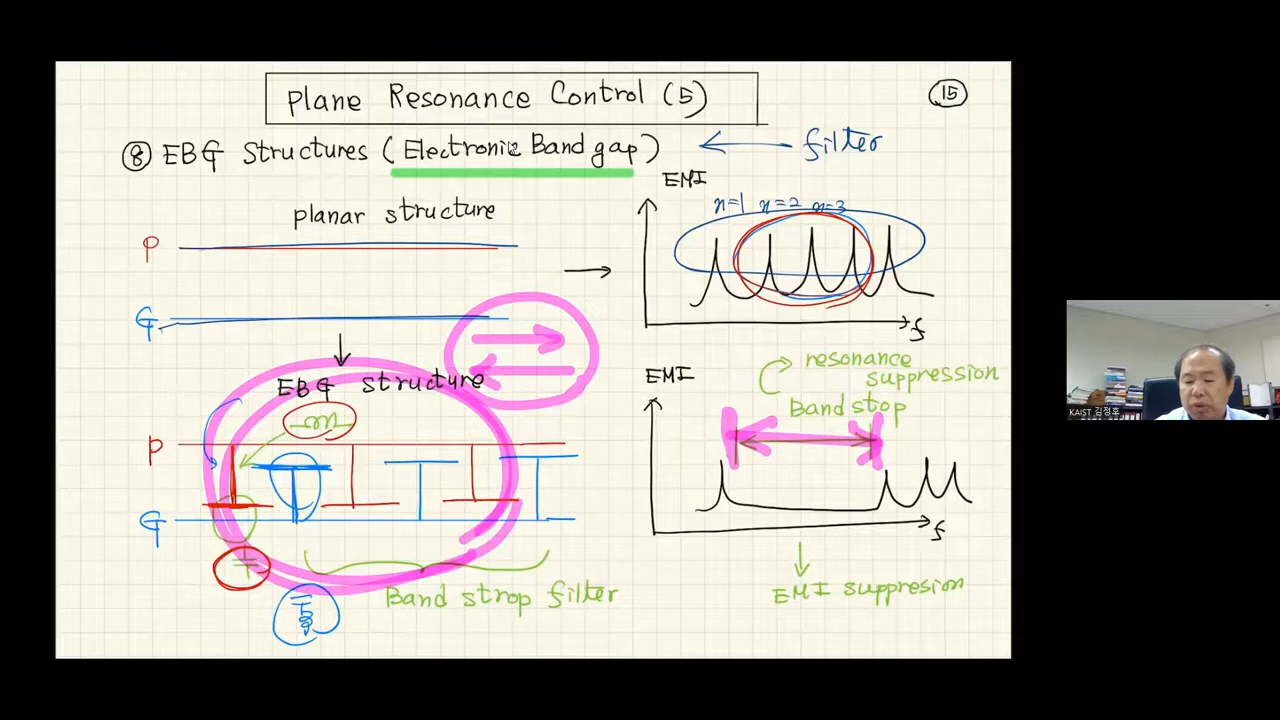 Plane Resonance Control (5)
15
⑧ EBG Structures (Electronic Band gap)
filter
EMI
n=1 n=2 n=3
planar structure
P
G
f
EBG structure
resonance
suppression
EMI
Band stop
m
P
G
f
Band strop filter
EMI suppresion
KAIST 김정호